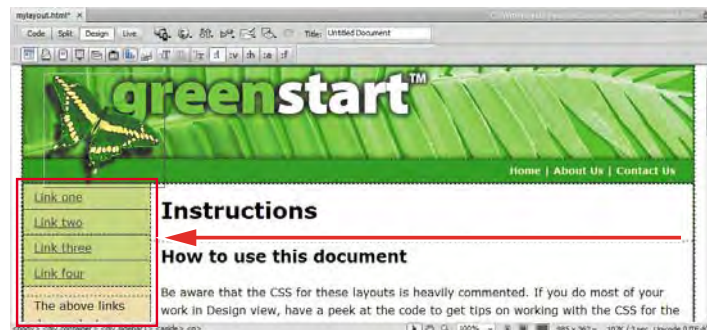 mylayout.html* x
Code Split Design Live Title: Untitled Document
greenstart™
Home | About Us | Contact Us
Link one
Link two
Link three
Link four
The above links
Instructions
How to use this document
Be aware that the CSS for these layouts is heavily commented. If you do most of your
work in Design view, have a peek at the code to get tips on working with the CSS for the
100%